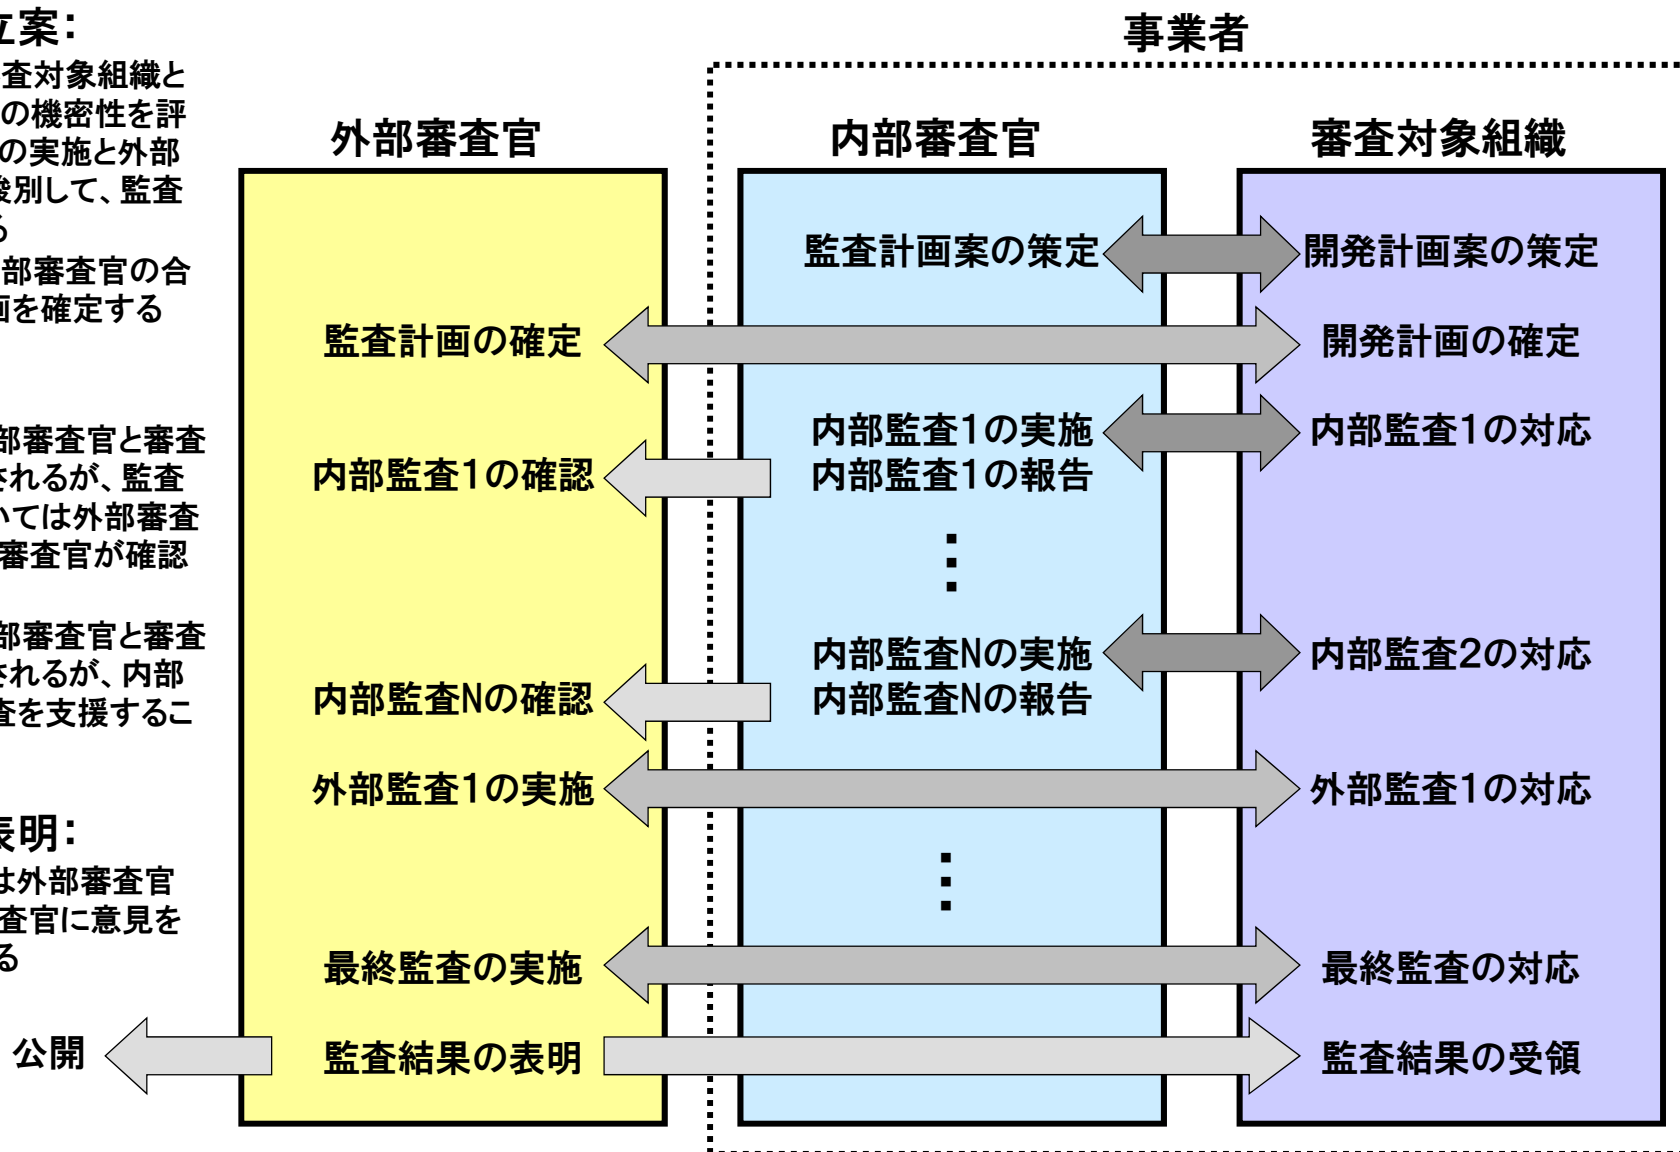 立案：
査対象組織と
の機密性を評
の実施と外部
峻別して、監査
る
部審査官の合
画を確定する
部審査官と審査
されるが、監査
いては外部審査
審査官が確認
部審査官と審査
されるが、内部
査を支援するこ
表明：
は外部審査官
査官に意見を
る
公開
事業者
外部審査官
内部審査官
審査対象組織
監査計画案の策定
開発計画案の策定
監査計画の確定
開発計画の確定
内部監査1の実施
内部監査1の対応
内部監査1の確認
内部監査1の報告
内部監査Nの実施
内部監査2の対応
内部監査Nの確認
内部監査Nの報告
外部監査1の実施
外部監査1の対応
最終監査の実施
最終監査の対応
監査結果の表明
監査結果の受領